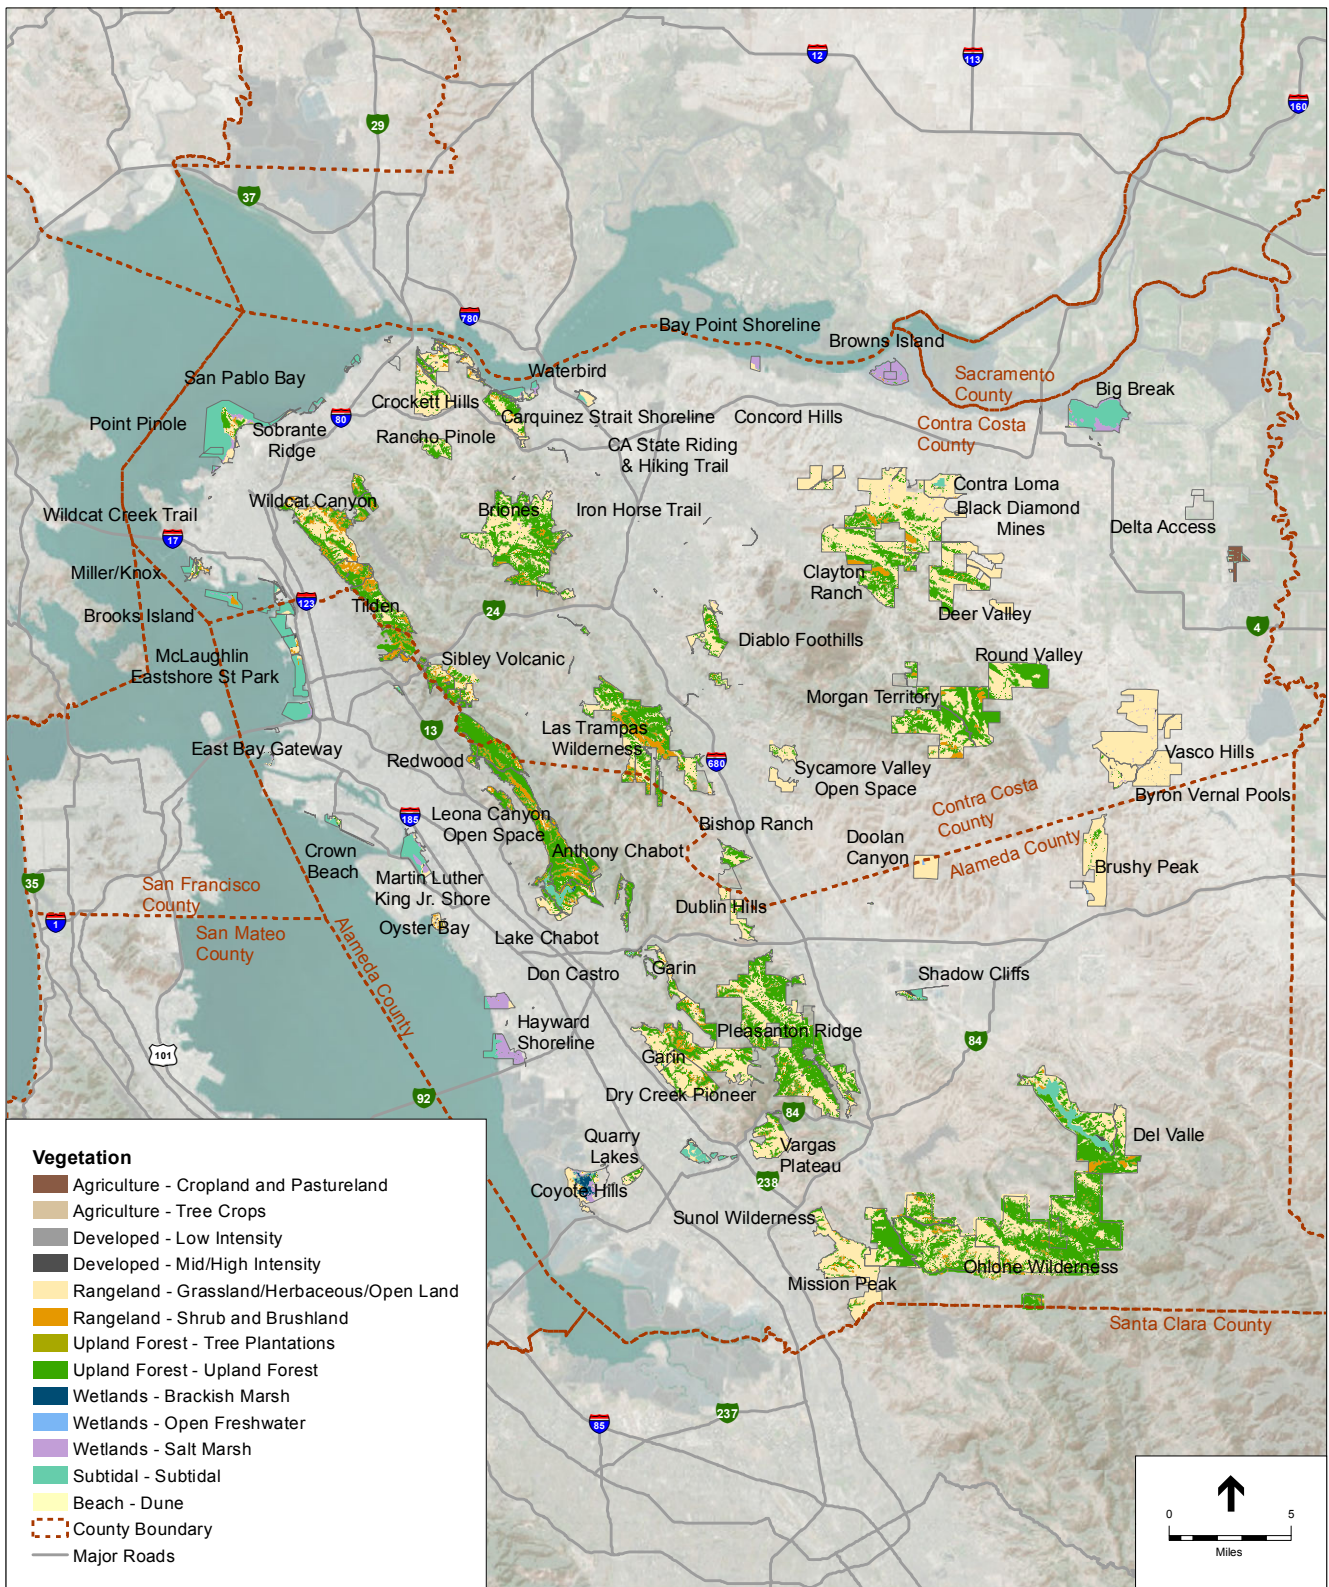 12
113
160
29
37
780
Bay Point Shoreline
Browns Island
Waterbird
San Pablo Bay
Sacramento
County
Big Break
Crockett Hills
Carquinez Strait Shoreline
Concord Hills
Point Pinole
80
Contra Costa
County
Sobrante
Ridge
Rancho Pinole
CA State Riding
& Hiking Trail
Contra Loma
Wildcat Canyon
Briones
Iron Horse Trail
Black Diamond
Mines
Delta Access
Wildcat Creek Trail
17
Miller/Knox
Clayton
Ranch
123
Tilden
24
Brooks Island
Deer Valley
4
Diablo Foothills
McLaughlin
Eastshore St Park
Sibley Volcanic
Round Valley
Morgan Territory
13
Las Trampas
Wilderness
East Bay Gateway
Redwood
680
Vasco Hills
Sycamore Valley
Open Space
Contra Costa
County
Byron Vernal Pools
185
Leona Canyon
Open Space
Bishop Ranch
Doolan
Canyon
Alameda County
Crown
Beach
Anthony Chabot
Brushy Peak
35
San Francisco
County
Martin Luther
King Jr. Shore
Dublin Hills
1
San Mateo
County
Oyster Bay
Lake Chabot
Alameda County
Don Castro
Garin
Shadow Cliffs
Hayward
Shoreline
Pleasanton Ridge
84
101
Garin
92
Dry Creek Pioneer
84
Quarry
Lakes
Vargas
Plateau
Del Valle
238
Coyote Hills
Sunol Wilderness
Ohlone Wilderness
Mission Peak
Santa Clara County
237
85
Vegetation
Agriculture - Cropland and Pastureland
Agriculture - Tree Crops
Developed - Low Intensity
Developed - Mid/High Intensity
Rangeland - Grassland/Herbaceous/Open Land
Rangeland - Shrub and Brushland
Upland Forest - Tree Plantations
Upland Forest - Upland Forest
Wetlands - Brackish Marsh
Wetlands - Open Freshwater
Wetlands - Salt Marsh
Subtidal - Subtidal
Beach - Dune
County Boundary
Major Roads
0 5
Miles